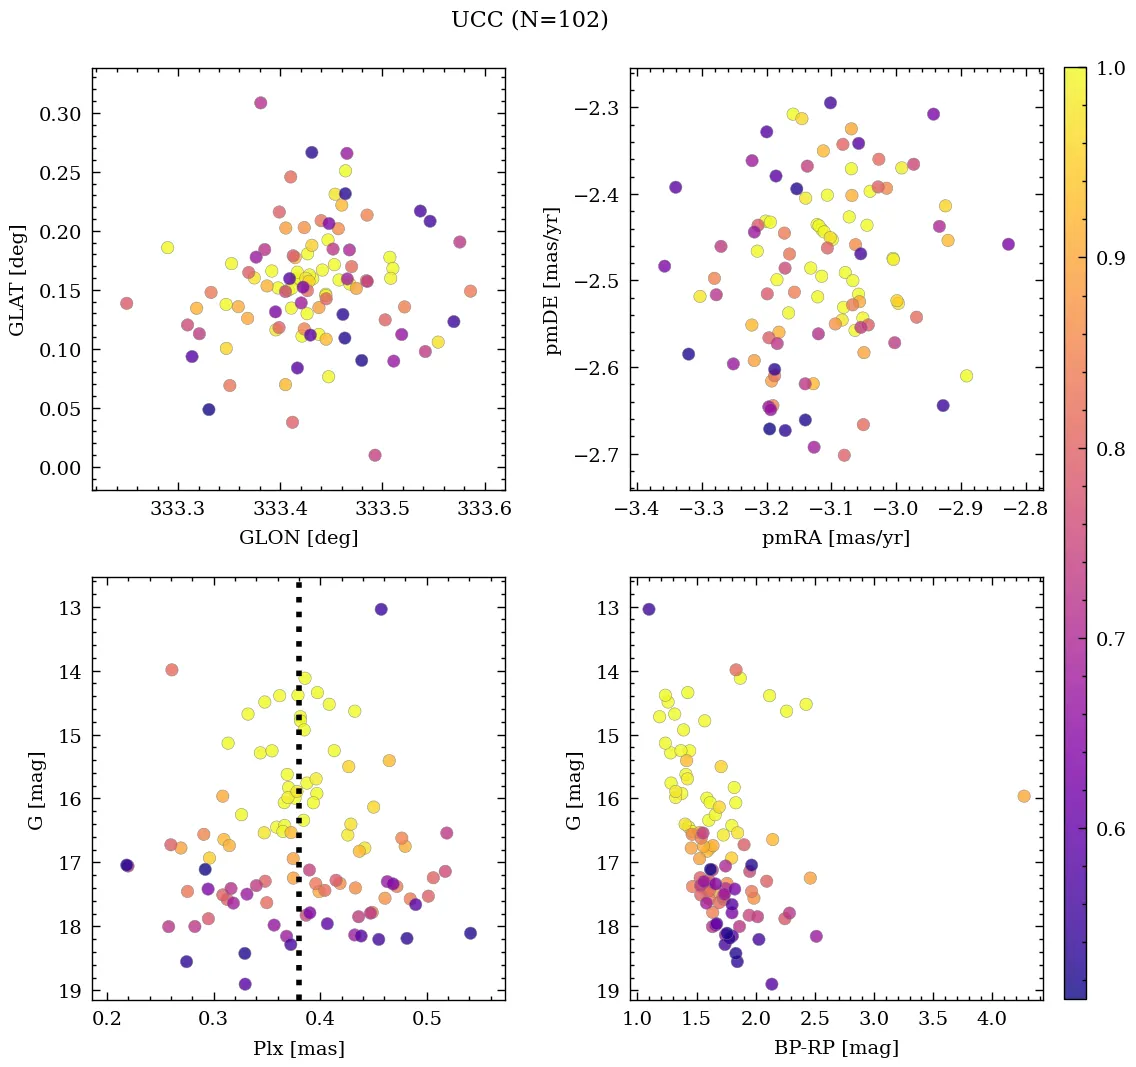 UCC (N=102)
0.30
0.25
0.20
0.15
0.10
0.05
0.00
GLAT [deg]
333.3 333.4 333.5 333.6
GLON [deg]
−2.3
−2.4
−2.5
−2.6
−2.7
pmDE [mas/yr]
−3.4 −3.3 −3.2 −3.1 −3.0 −2.9 −2.8
pmRA [mas/yr]
1.0
0.9
0.8
0.7
0.6
13
14
15
16
17
18
19
G [mag]
0.2 0.3 0.4 0.5
Plx [mas]
13
14
15
16
17
18
19
G [mag]
1.0 1.5 2.0 2.5 3.0 3.5 4.0
BP-RP [mag]